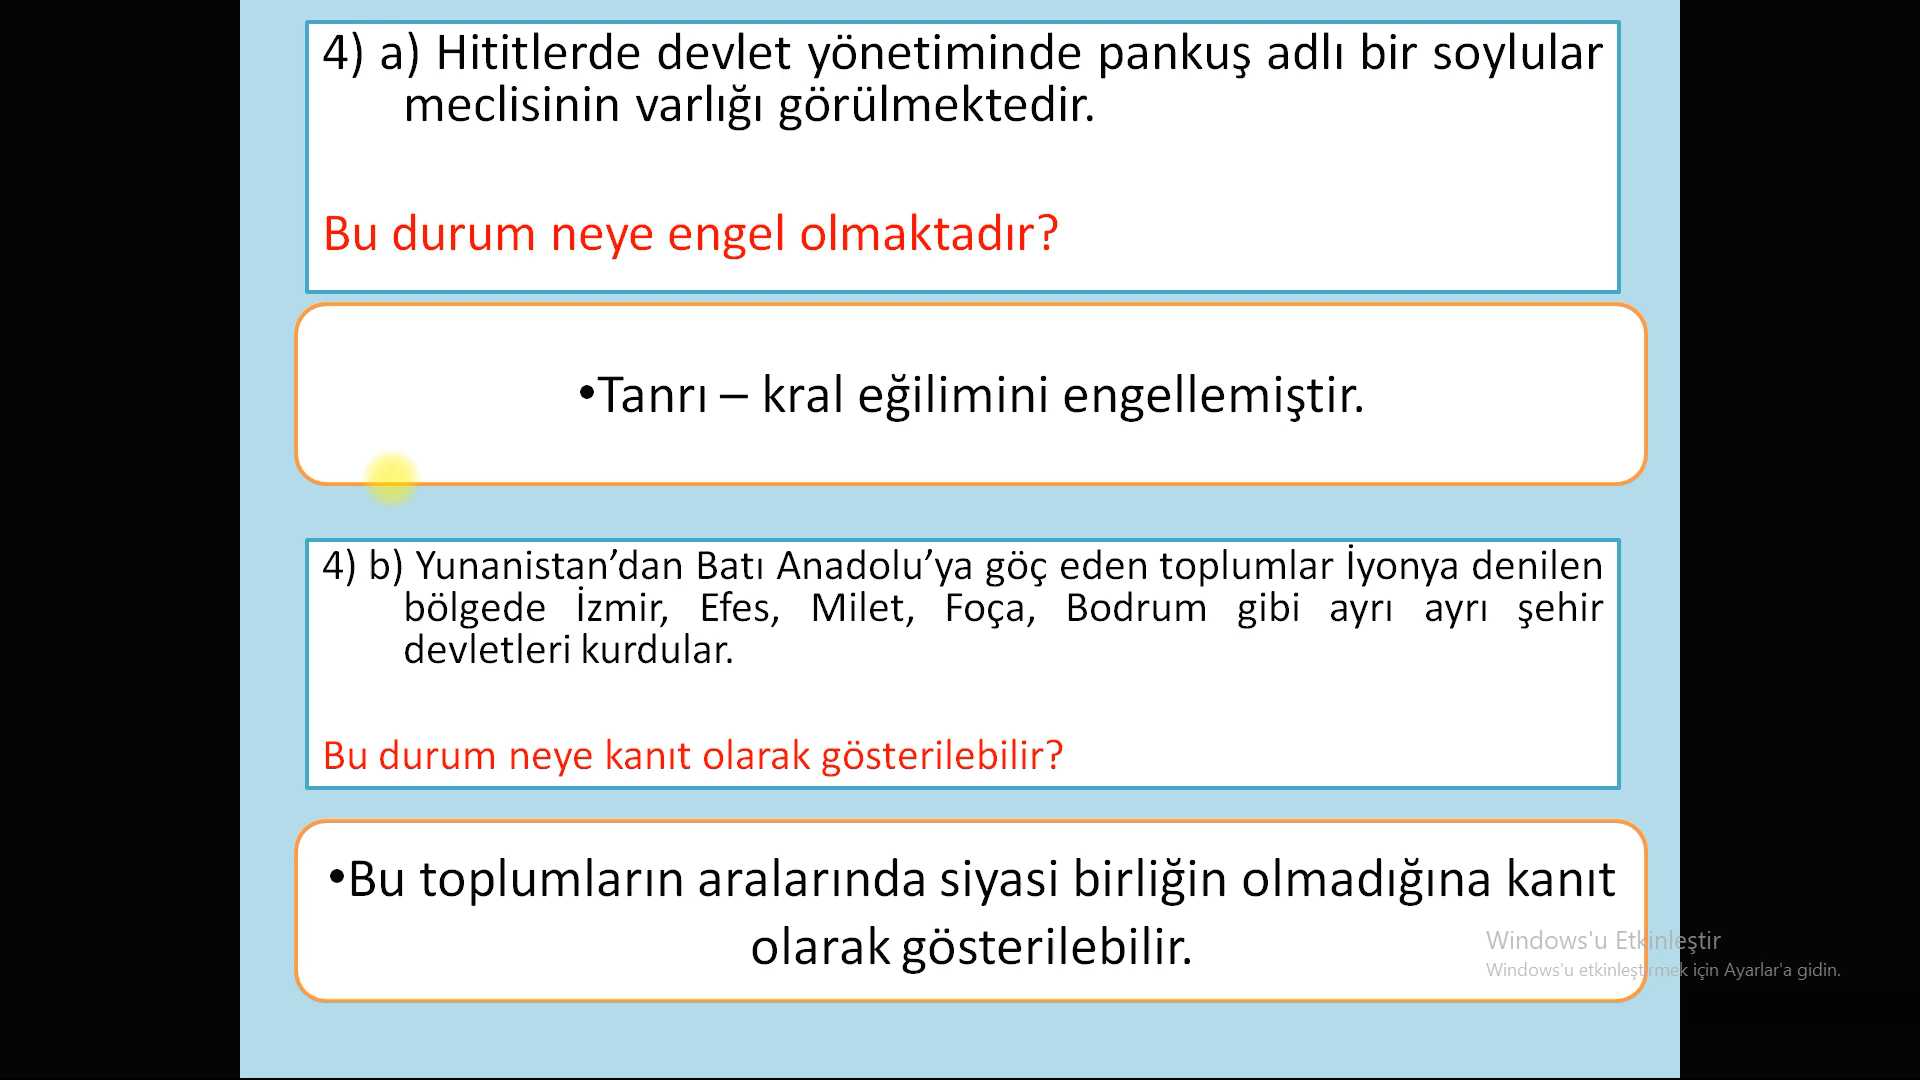 4) a) Hititlerde devlet yönetiminde pankuş adlı bir soylular
meclisinin varlığı görülmektedir.
Bu durum neye engel olmaktadır?
•Tanrı – kral eğilimini engellemiştir.
4) b) Yunanistan’dan Batı Anadolu’ya göç eden toplumlar İyonya denilen
bölgede İzmir, Efes, Milet, Foça, Bodrum gibi ayrı ayrı şehir
devletleri kurdular.
Bu durum neye kanıt olarak gösterilebilir?
•Bu toplumların aralarında siyasi birliğin olmadığına kanıt
olarak gösterilebilir.
Windows'u Etkinleştir
Windows'u etkinleştirmek için Ayarlar'a gidin.